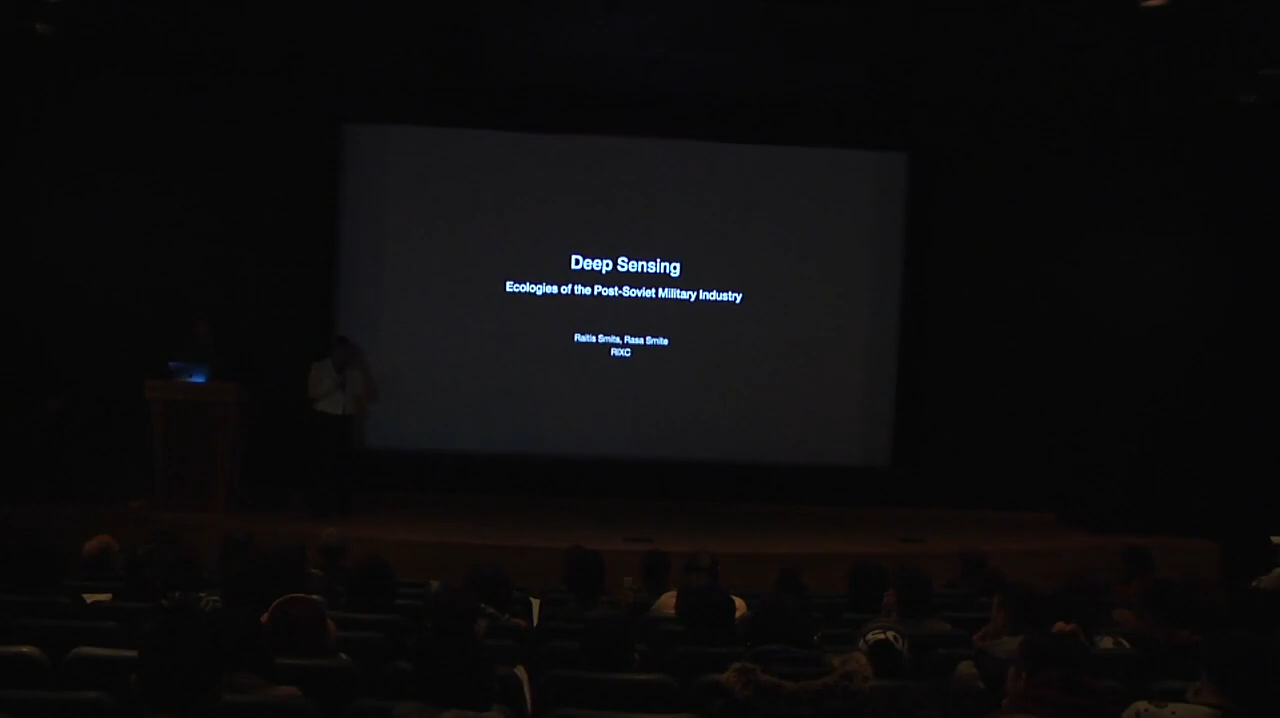 Deep Sensing
Ecologies of the Post-Soviet Military Industry
Raitis Smits, Rasa Smite
RIXC